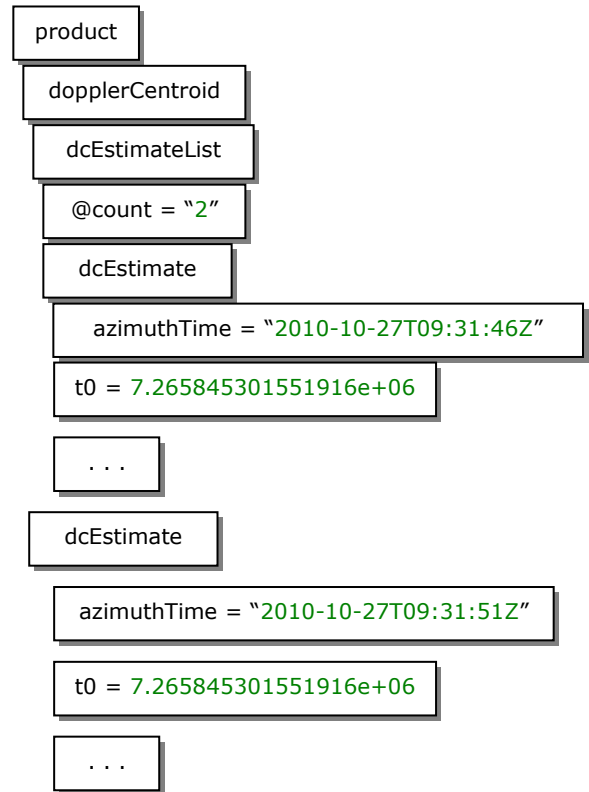 product
dopplerCentroid
dcEstimateList
@count = “2”
dcEstimate
azimuthTime = “2010-10-27T09:31:46Z”
t0 = 7.265845301551916e+06
. . .
dcEstimate
azimuthTime = “2010-10-27T09:31:51Z”
t0 = 7.265845301551916e+06
. . .